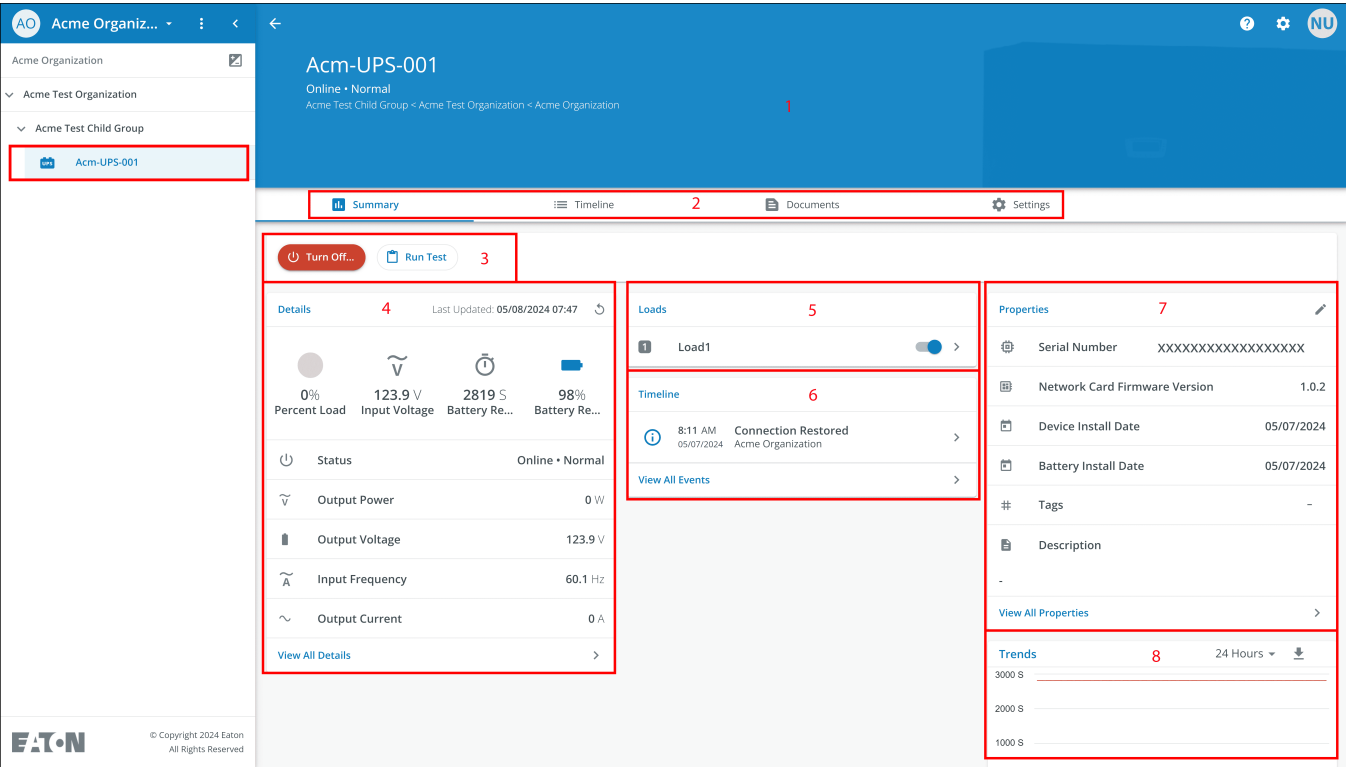 AO Acme Organiz...
NU
Acme Organization
Acme Test Organization
Acme Test Child Group
UPS Acm-UPS-001
EATON
© Copyright 2024 Eaton
All Rights Reserved
Acm-UPS-001
Online • Normal
Acme Test Child Group < Acme Test Organization < Acme Organization
1
Summary Timeline 2 Documents Settings
Turn Off... Run Test 3
Details 4 Last Updated: 05/08/2024 07:47
0% 123.9 V 2819 S 98%
Percent Load Input Voltage Battery Re... Battery Re...
Status Online • Normal
Output Power 0 W
Output Voltage 123.9 V
Input Frequency 60.1 Hz
Output Current 0 A
View All Details
Loads 5
1 Load1
Timeline 6
8:11 AM Connection Restored
05/07/2024 Acme Organization
View All Events
Properties 7
Serial Number XXXXXXXXXXXXXXXXXX
Network Card Firmware Version 1.0.2
Device Install Date 05/07/2024
Battery Install Date 05/07/2024
Tags –
Description
-
View All Properties
Trends 8 24 Hours
3000 S
2000 S
1000 S